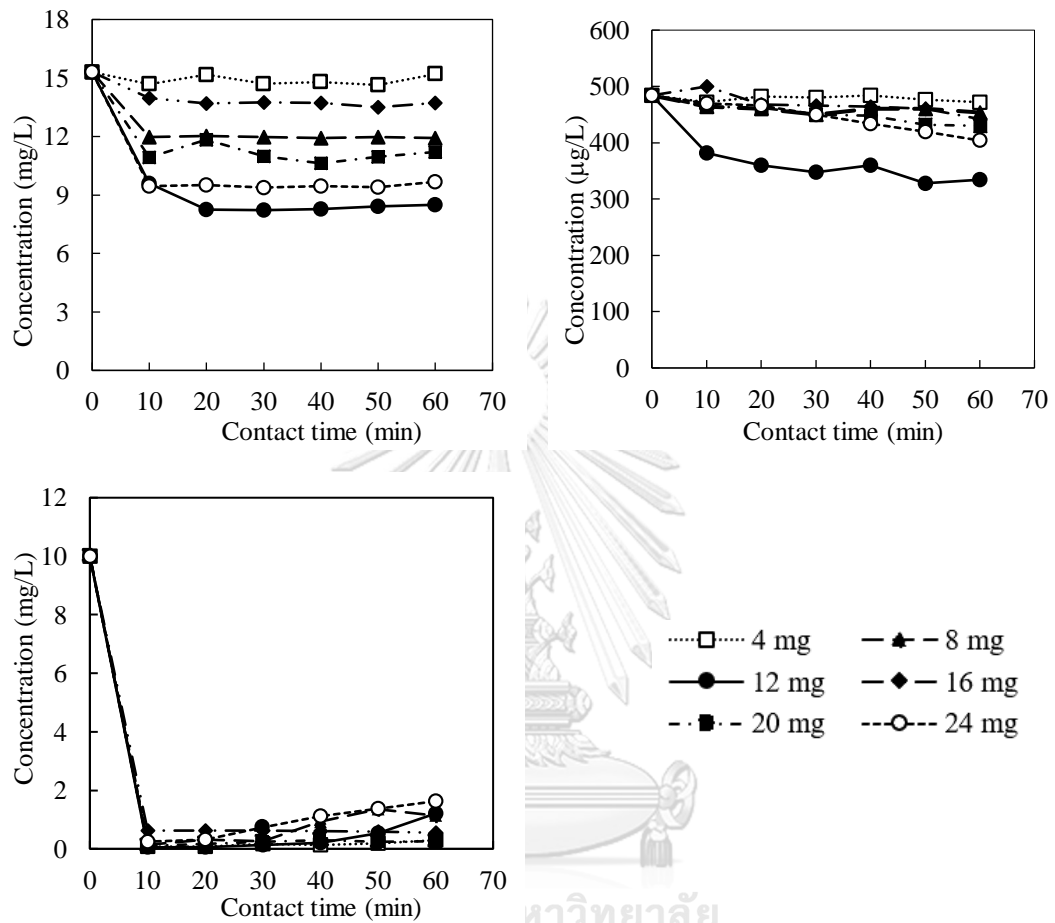 18
15
12
9
6
3
0
Concentration (mg/L)
0 10 20 30 40 50 60 70
Contact time (min)
600
500
400
300
200
100
0
Concontration (µg/L)
0 10 20 30 40 50 60 70
Contact time (min)
12
10
8
6
4
2
0
Concentration (mg/L)
0 10 20 30 40 50 60 70
Contact time (min)
4 mg 8 mg
12 mg 16 mg
20 mg 24 mg